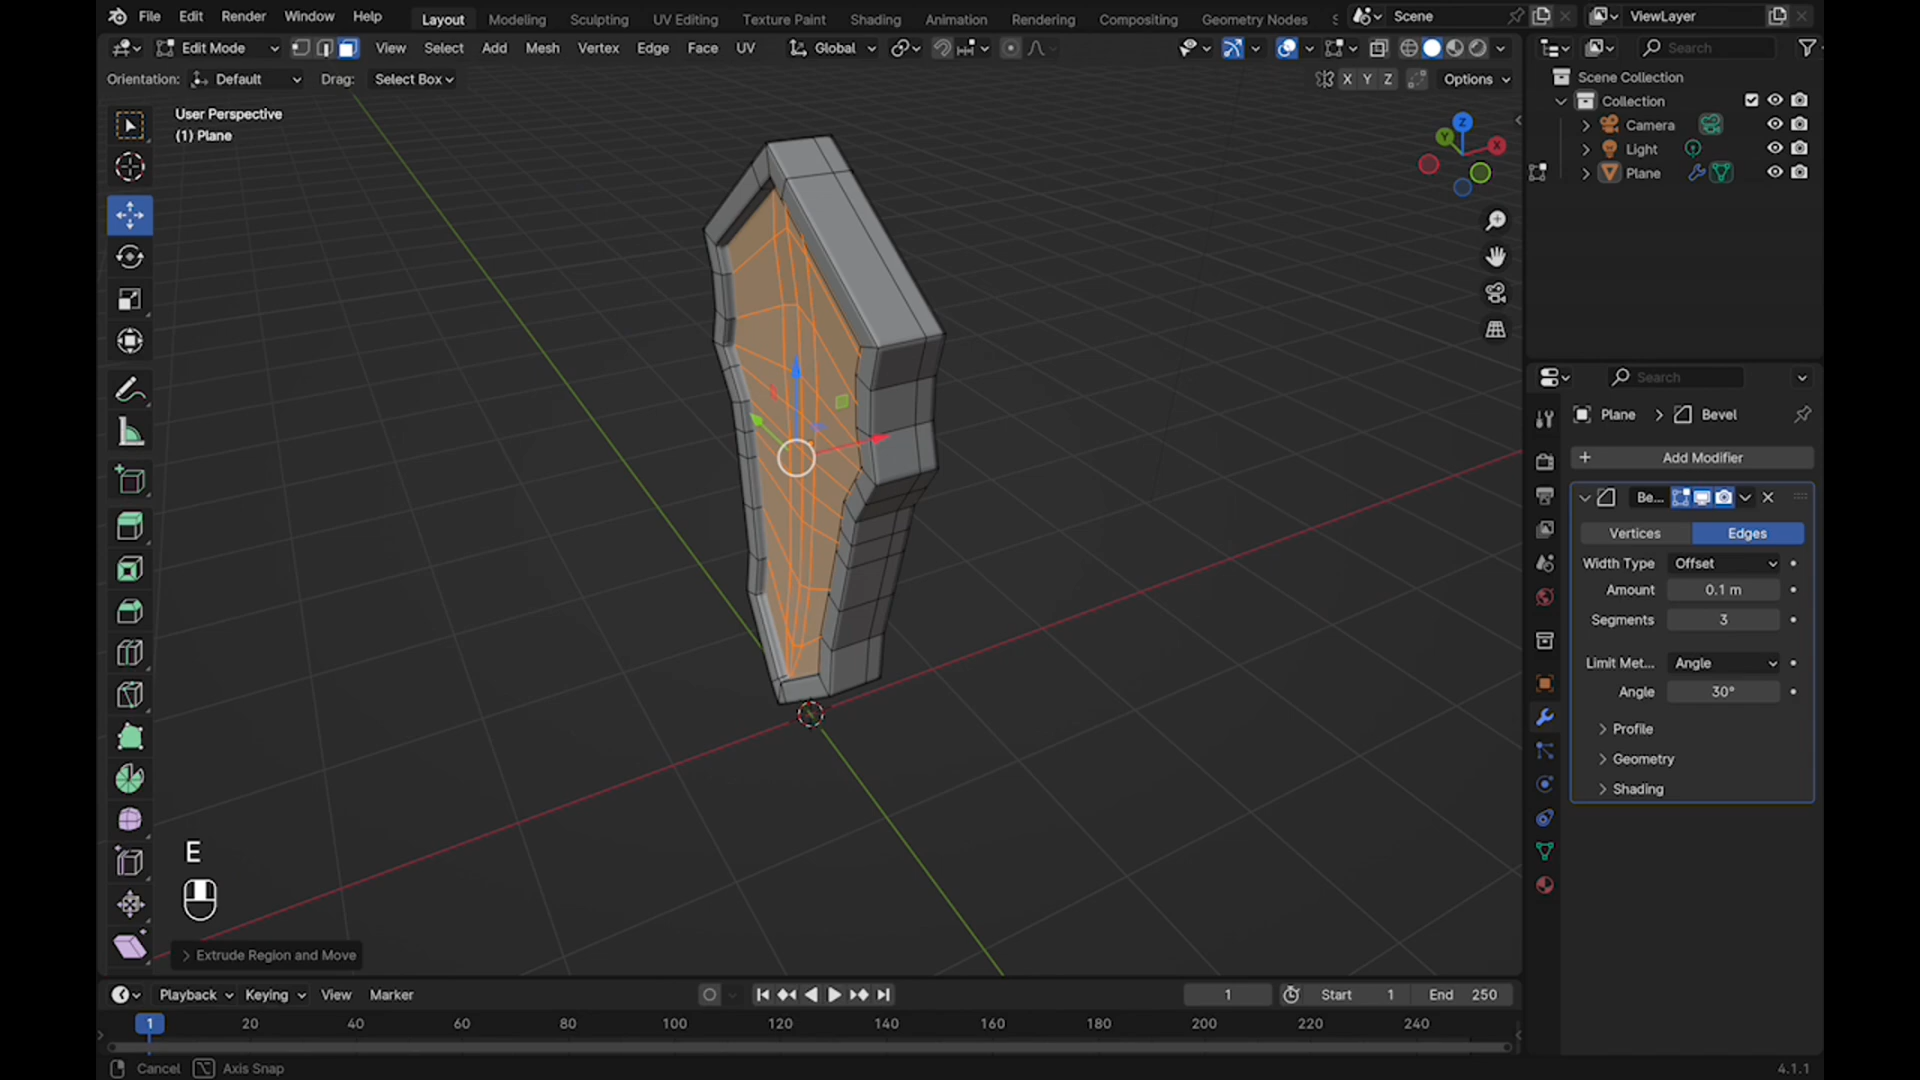 File Edit Render Window Help Layout Modeling Sculpting UV Editing Texture Paint Shading Animation Rendering Compositing Geometry Nodes S Scene ViewLayer
Edit Mode View Select Add Mesh Vertex Edge Face UV Global Search
Orientation: Default Drag: Select Box X Y Z Options
User Perspective
(1) Plane
Z
Y
X
Scene Collection
Collection
Camera
Light
Plane
Search
Plane > Bevel
+ Add Modifier
Be...
Vertices Edges
Width Type Offset
Amount 0.1 m
Segments 3
Limit Met... Angle
Angle 30°
Profile
Geometry
Shading
E
Extrude Region and Move
Playback Keying View Marker 1 Start 1 End 250
1 20 40 60 80 100 120 140 160 180 200 220 240
Cancel Axis Snap 4.1.1